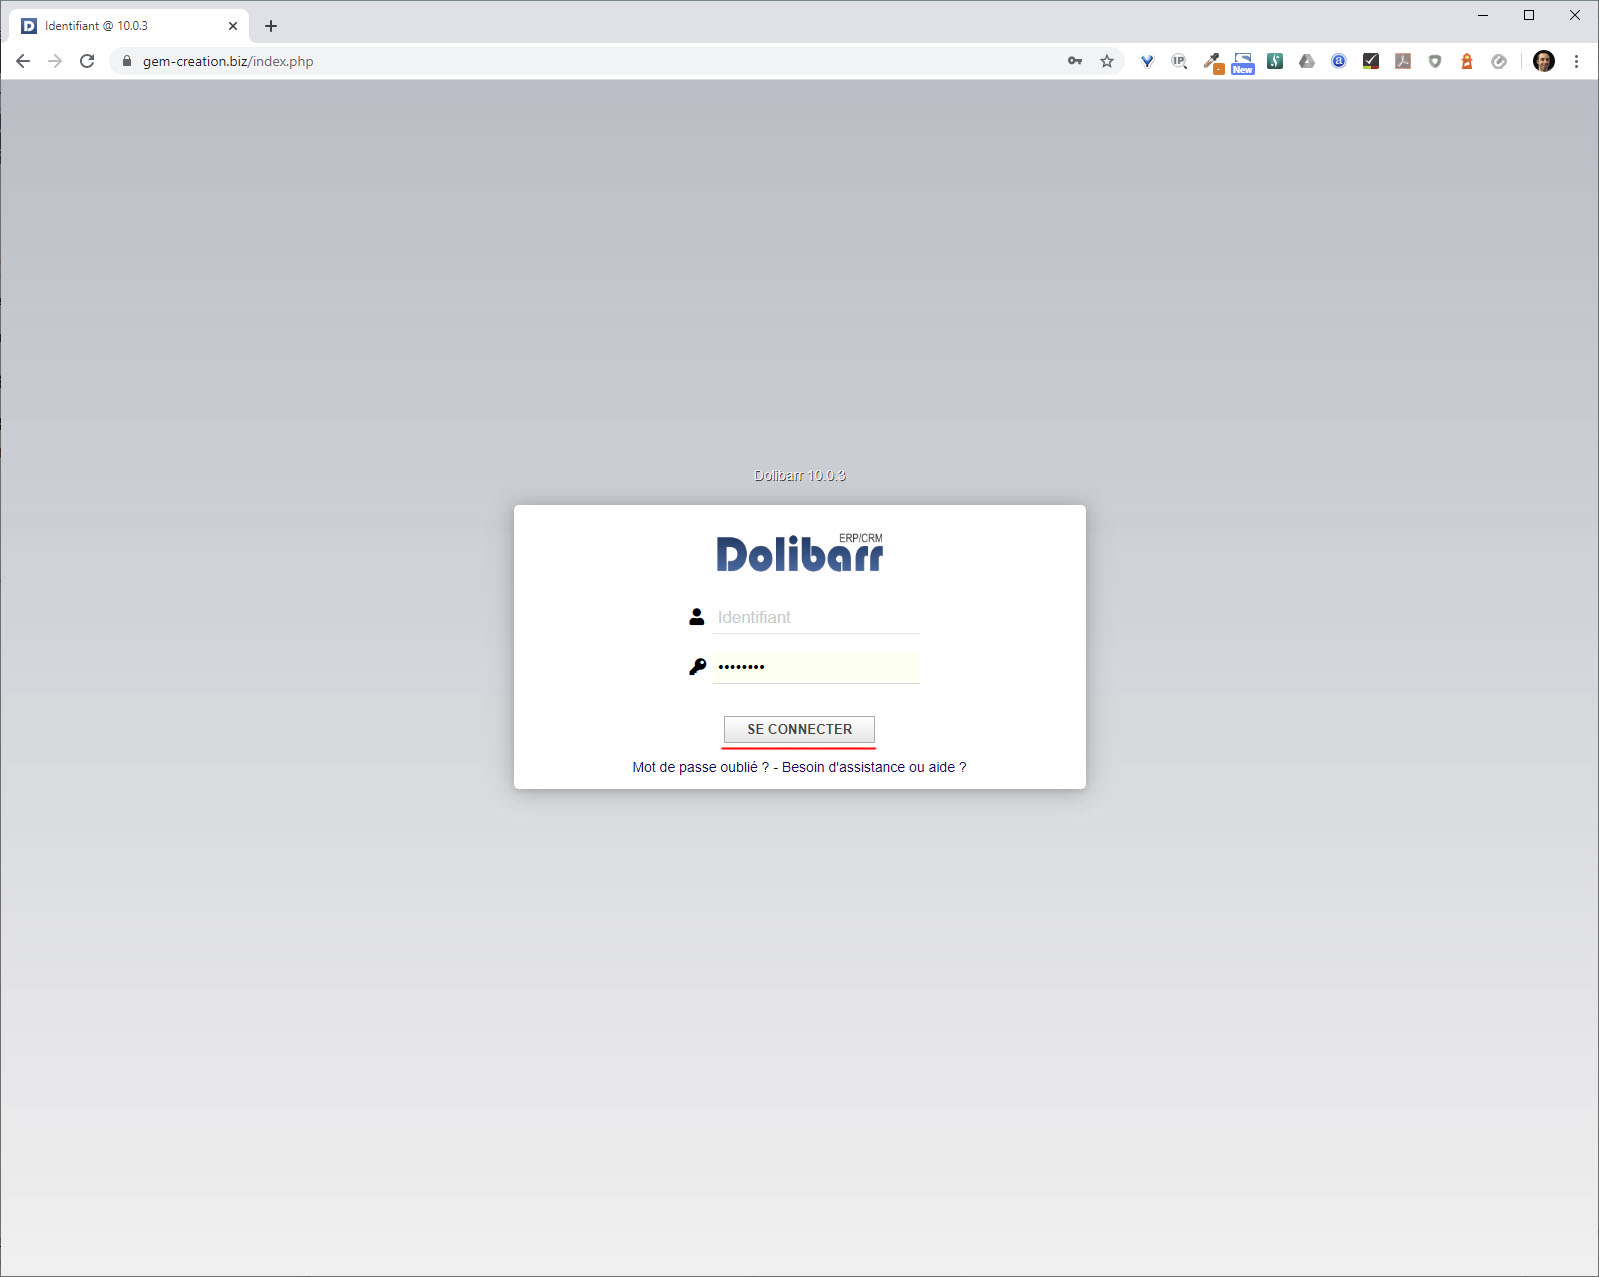 Identifiant @ 10.0.3
gem-creation.biz/index.php
IP
New
a
Dolibarr 10.0.3
ERP/CRM
Dolibarr
Identifiant
••••••••
SE CONNECTER
Mot de passe oublié ? - Besoin d'assistance ou aide ?